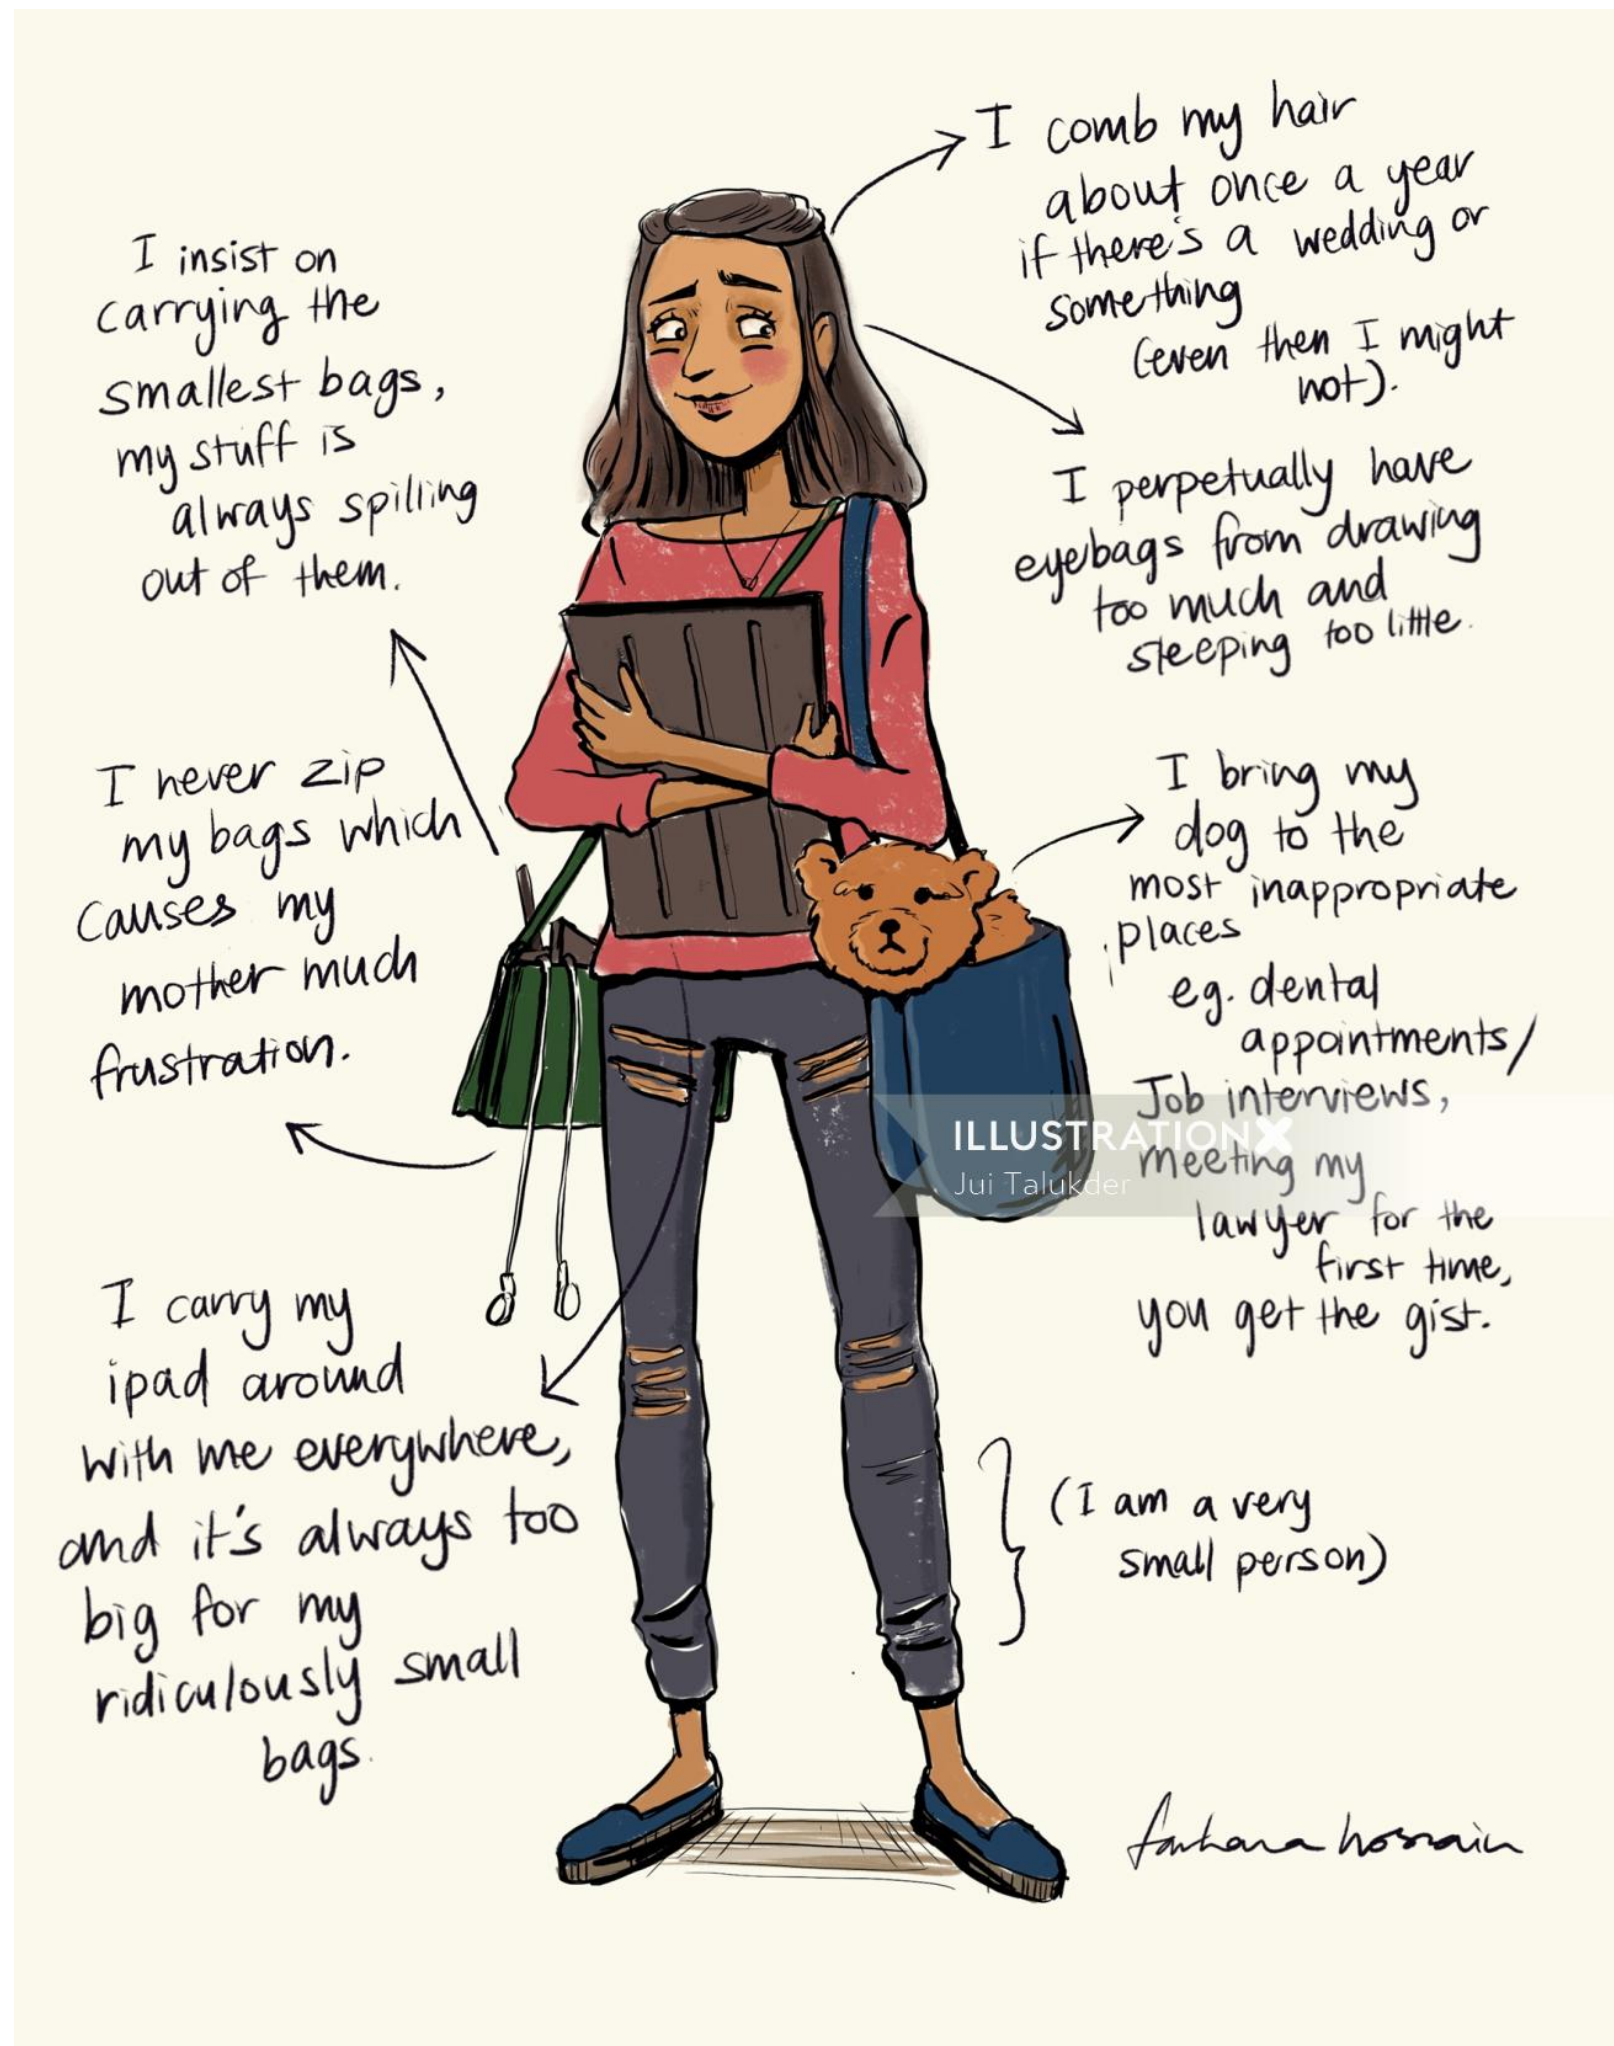 I comb my hair
about once a year
if there's a wedding or
something
(even then I might
not).
I insist on
carrying the
smallest bags,
my stuff is
always spilling
out of them.
I perpetually have
eyebags from drawing
too much and
sleeping too little.
I never zip
my bags which
causes my
mother much
frustration.
I bring my
dog to the
most inappropriate
places
eg. dental
appointments/
Job interviews,
meeting my
lawyer for the
first time,
you get the gist.
ILLUSTRATIONX
Jui Talukder
I carry my
ipad around
with me everywhere,
and it's always too
big for my
ridiculously small
bags.
(I am a very
small person)
farhana hossain